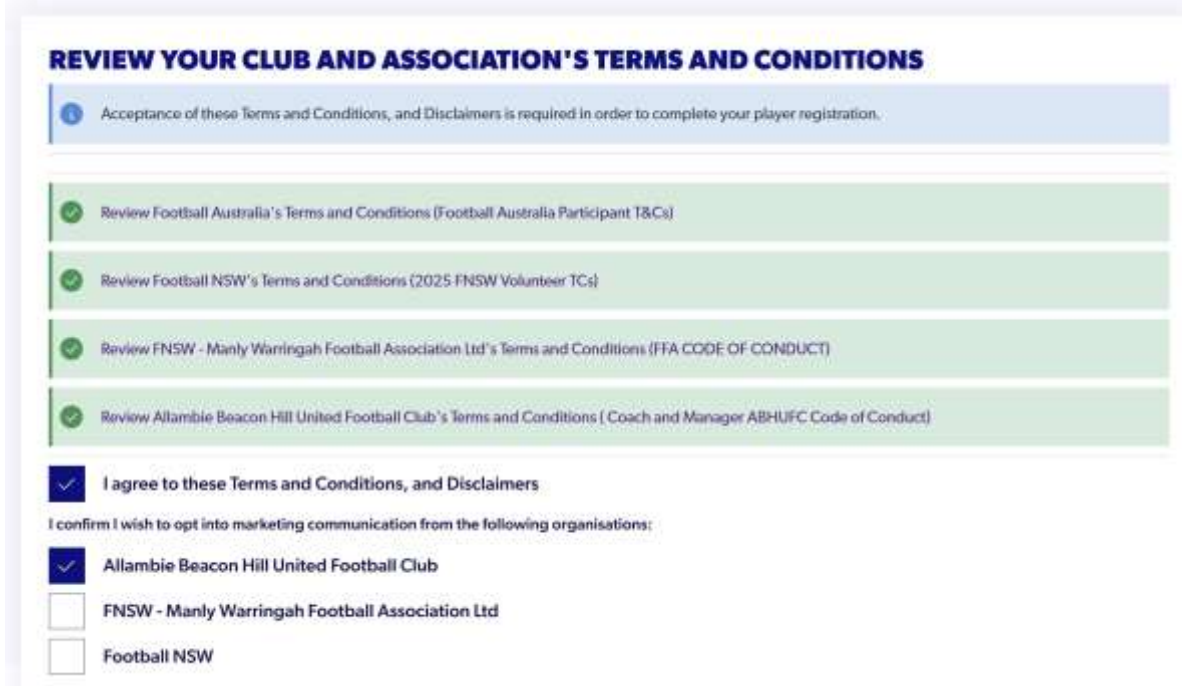 REVIEW YOUR CLUB AND ASSOCIATION'S TERMS AND CONDITIONS
Acceptance of these Terms and Conditions, and Disclaimers is required in order to complete your player registration.
Review Football Australia's Terms and Conditions (Football Australia Participant T&Cs)
Review Football NSW's Terms and Conditions (2025 FNSW Volunteer TCs)
Review FNSW - Manly Warringah Football Association Ltd's Terms and Conditions (FFA CODE OF CONDUCT)
Review Allambie Beacon Hill United Football Club's Terms and Conditions ( Coach and Manager ABHUFC Code of Conduct)
I agree to these Terms and Conditions, and Disclaimers
I confirm I wish to opt into marketing communication from the following organisations:
Allambie Beacon Hill United Football Club
FNSW - Manly Warringah Football Association Ltd
Football NSW